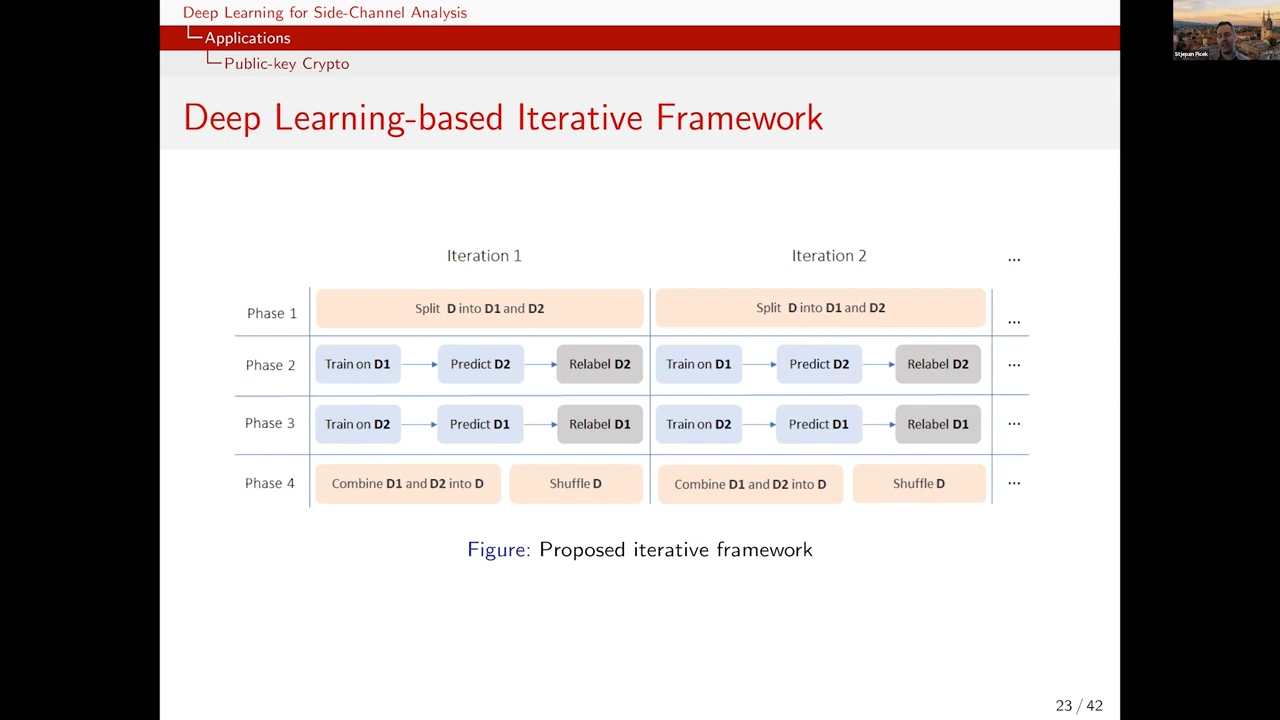 Deep Learning for Side-Channel Analysis
Applications
Public-key Crypto
Stjepan Picek
Deep Learning-based Iterative Framework
Iteration 1 Iteration 2 ...
Phase 1 Split D into D1 and D2 Split D into D1 and D2 ...
Phase 2 Train on D1 Predict D2 Relabel D2 Train on D1 Predict D2 Relabel D2 ...
Phase 3 Train on D2 Predict D1 Relabel D1 Train on D2 Predict D1 Relabel D1 ...
Phase 4 Combine D1 and D2 into D Shuffle D Combine D1 and D2 into D Shuffle D ...
Figure: Proposed iterative framework
23 / 42